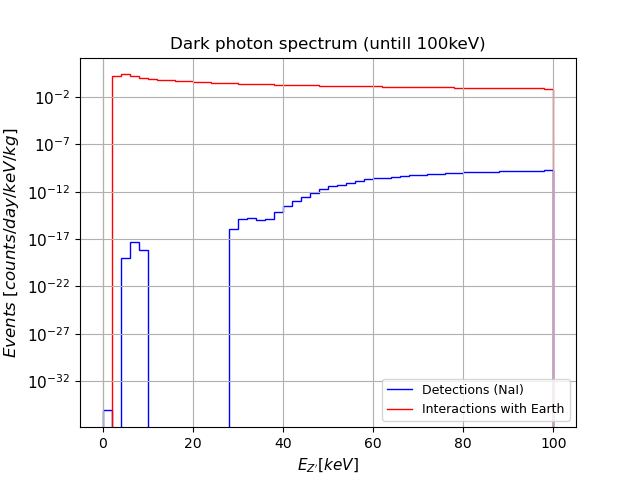 Dark photon spectrum (untill 100keV)
Events [counts/day/keV/kg]
10^{-2}
10^{-7}
10^{-12}
10^{-17}
10^{-22}
10^{-27}
10^{-32}
Detections (NaI)
Interactions with Earth
0 20 40 60 80 100
E_{Z'}[keV]